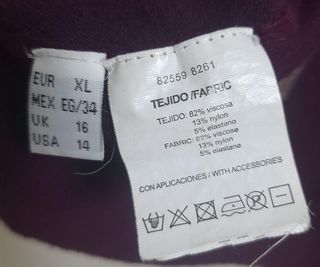 EUR XL
MEX EG/34
UK 16
USA 14
82559 8261
TEJIDO/FABRIC
TEJIDO: 82% viscosa
13% nylon
5% elastano
FABRIC: 82% viscose
13% nylon
5% elastane
CON APLICACIONES / WITH ACCESSORIES